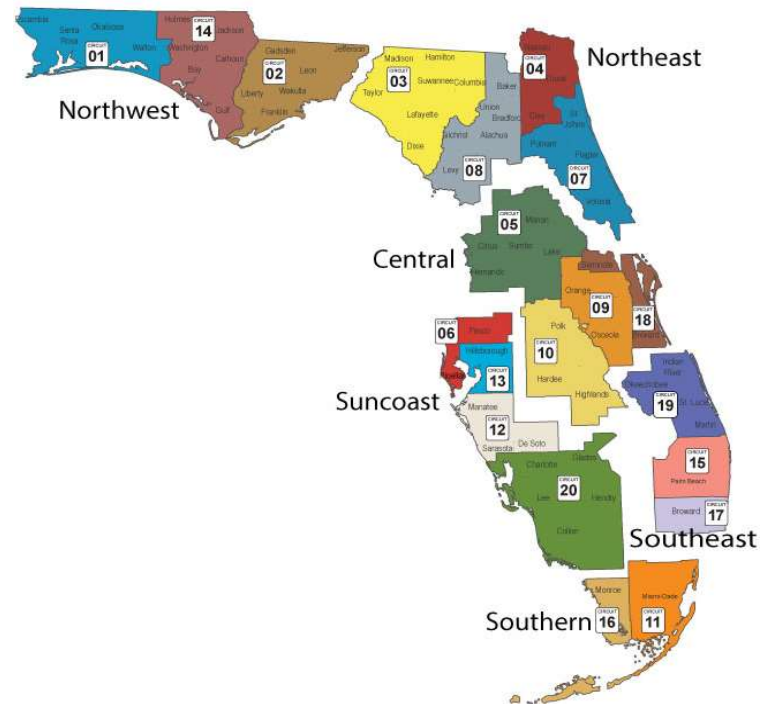 Escambia
Okaloosa
Santa
Rosa
Walton
CIRCUIT
01
Holmes
Jackson
Washington
Calhoun
Bay
Gulf
CIRCUIT
14
Gadsden
Jefferson
Leon
Liberty
Wakulla
Franklin
CIRCUIT
02
Northwest
Madison
Hamilton
Taylor
Suwannee
Columbia
Lafayette
Dixie
CIRCUIT
03
Baker
Union
Bradford
Gilchrist
Alachua
Levy
CIRCUIT
08
Nassau
Duval
Clay
CIRCUIT
04
Northeast
St
Johns
Putnam
Flagler
Volusia
CIRCUIT
07
CIRCUIT
05
Marion
Citrus
Sumter
Lake
Hernando
Central
Seminole
Orange
CIRCUIT
09
Osceola
CIRCUIT
18
Brevard
CIRCUIT
06
Pasco
Pinellas
Hillsborough
CIRCUIT
13
Polk
CIRCUIT
10
Hardee
Highlands
Suncoast
Manatee
CIRCUIT
12
Sarasota
De Soto
Indian
River
Okeechobee
St. Lucie
Martin
CIRCUIT
19
Charlotte
Glades
Lee
CIRCUIT
20
Hendry
Collier
CIRCUIT
15
Palm Beach
Broward
CIRCUIT
17
Southeast
Monroe
CIRCUIT
16
Miami-Dade
CIRCUIT
11
Southern